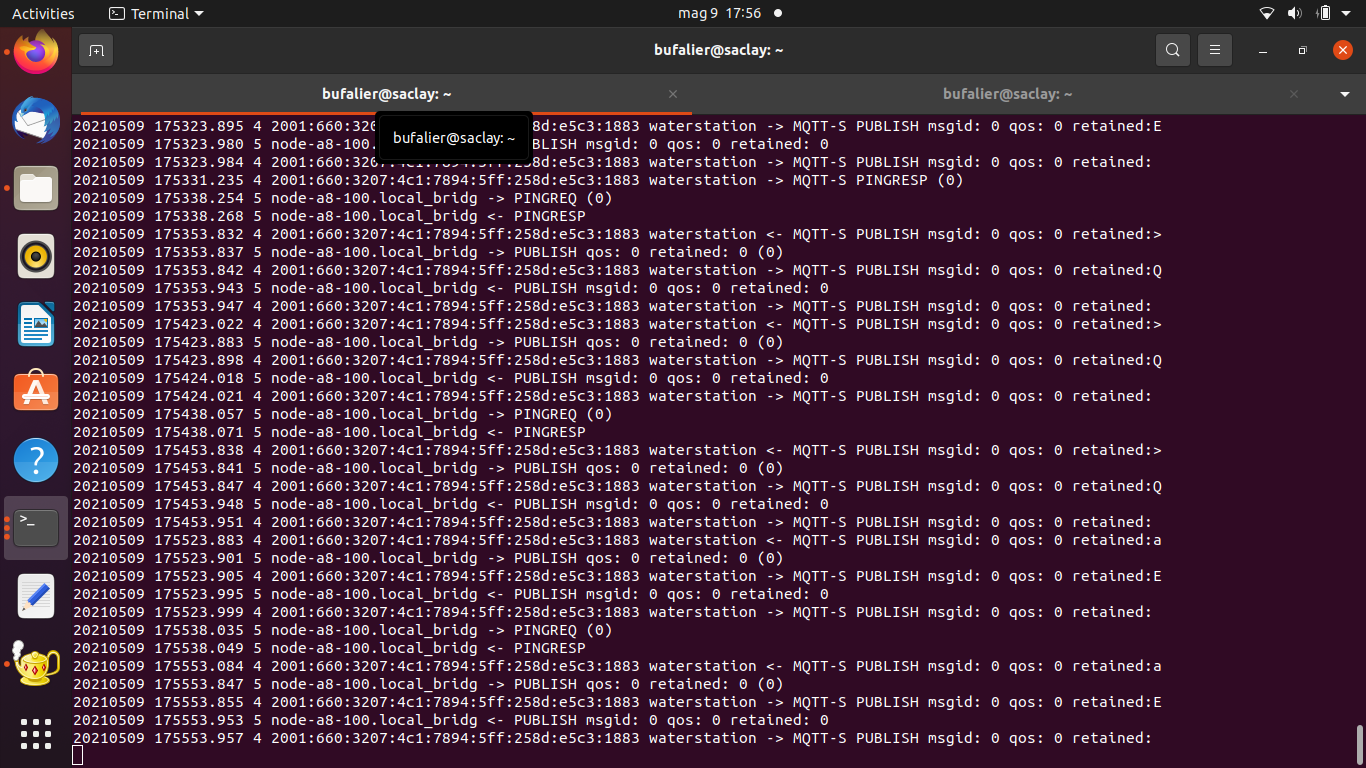 Activities
Terminal
mag 9 17:56
bufalier@saclay: ~
bufalier@saclay: ~
bufalier@saclay: ~
bufalier@saclay: ~
20210509 175323.895 4 2001:660:32 8d:e5c3:1883 waterstation -> MQTT-S PUBLISH msgid: 0 qos: 0 retained:E
20210509 175323.980 5 node-a8-100. BLISH msgid: 0 qos: 0 retained: 0
20210509 175323.984 4 2001:660:3207:4c1:7894:5ff:258d:e5c3:1883 waterstation -> MQTT-S PUBLISH msgid: 0 qos: 0 retained:
20210509 175331.235 4 2001:660:3207:4c1:7894:5ff:258d:e5c3:1883 waterstation -> MQTT-S PINGRESP (0)
20210509 175338.254 5 node-a8-100.local_bridg -> PINGREQ (0)
20210509 175338.268 5 node-a8-100.local_bridg <- PINGRESP
20210509 175353.832 4 2001:660:3207:4c1:7894:5ff:258d:e5c3:1883 waterstation <- MQTT-S PUBLISH msgid: 0 qos: 0 retained:>
20210509 175353.837 5 node-a8-100.local_bridg -> PUBLISH qos: 0 retained: 0 (0)
20210509 175353.842 4 2001:660:3207:4c1:7894:5ff:258d:e5c3:1883 waterstation -> MQTT-S PUBLISH msgid: 0 qos: 0 retained:Q
20210509 175353.943 5 node-a8-100.local_bridg <- PUBLISH msgid: 0 qos: 0 retained: 0
20210509 175353.947 4 2001:660:3207:4c1:7894:5ff:258d:e5c3:1883 waterstation -> MQTT-S PUBLISH msgid: 0 qos: 0 retained:
20210509 175423.022 4 2001:660:3207:4c1:7894:5ff:258d:e5c3:1883 waterstation <- MQTT-S PUBLISH msgid: 0 qos: 0 retained:>
20210509 175423.883 5 node-a8-100.local_bridg -> PUBLISH qos: 0 retained: 0 (0)
20210509 175423.898 4 2001:660:3207:4c1:7894:5ff:258d:e5c3:1883 waterstation -> MQTT-S PUBLISH msgid: 0 qos: 0 retained:Q
20210509 175424.018 5 node-a8-100.local_bridg <- PUBLISH msgid: 0 qos: 0 retained: 0
20210509 175424.021 4 2001:660:3207:4c1:7894:5ff:258d:e5c3:1883 waterstation -> MQTT-S PUBLISH msgid: 0 qos: 0 retained:
20210509 175438.057 5 node-a8-100.local_bridg -> PINGREQ (0)
20210509 175438.071 5 node-a8-100.local_bridg <- PINGRESP
20210509 175453.838 4 2001:660:3207:4c1:7894:5ff:258d:e5c3:1883 waterstation <- MQTT-S PUBLISH msgid: 0 qos: 0 retained:>
20210509 175453.841 5 node-a8-100.local_bridg -> PUBLISH qos: 0 retained: 0 (0)
20210509 175453.847 4 2001:660:3207:4c1:7894:5ff:258d:e5c3:1883 waterstation -> MQTT-S PUBLISH msgid: 0 qos: 0 retained:Q
20210509 175453.948 5 node-a8-100.local_bridg <- PUBLISH msgid: 0 qos: 0 retained: 0
20210509 175453.951 4 2001:660:3207:4c1:7894:5ff:258d:e5c3:1883 waterstation -> MQTT-S PUBLISH msgid: 0 qos: 0 retained:
20210509 175523.883 4 2001:660:3207:4c1:7894:5ff:258d:e5c3:1883 waterstation <- MQTT-S PUBLISH msgid: 0 qos: 0 retained:a
20210509 175523.901 5 node-a8-100.local_bridg -> PUBLISH qos: 0 retained: 0 (0)
20210509 175523.905 4 2001:660:3207:4c1:7894:5ff:258d:e5c3:1883 waterstation -> MQTT-S PUBLISH msgid: 0 qos: 0 retained:E
20210509 175523.995 5 node-a8-100.local_bridg <- PUBLISH msgid: 0 qos: 0 retained: 0
20210509 175523.999 4 2001:660:3207:4c1:7894:5ff:258d:e5c3:1883 waterstation -> MQTT-S PUBLISH msgid: 0 qos: 0 retained:
20210509 175538.035 5 node-a8-100.local_bridg -> PINGREQ (0)
20210509 175538.049 5 node-a8-100.local_bridg <- PINGRESP
20210509 175553.084 4 2001:660:3207:4c1:7894:5ff:258d:e5c3:1883 waterstation <- MQTT-S PUBLISH msgid: 0 qos: 0 retained:a
20210509 175553.847 5 node-a8-100.local_bridg -> PUBLISH qos: 0 retained: 0 (0)
20210509 175553.855 4 2001:660:3207:4c1:7894:5ff:258d:e5c3:1883 waterstation -> MQTT-S PUBLISH msgid: 0 qos: 0 retained:E
20210509 175553.953 5 node-a8-100.local_bridg <- PUBLISH msgid: 0 qos: 0 retained: 0
20210509 175553.957 4 2001:660:3207:4c1:7894:5ff:258d:e5c3:1883 waterstation -> MQTT-S PUBLISH msgid: 0 qos: 0 retained: